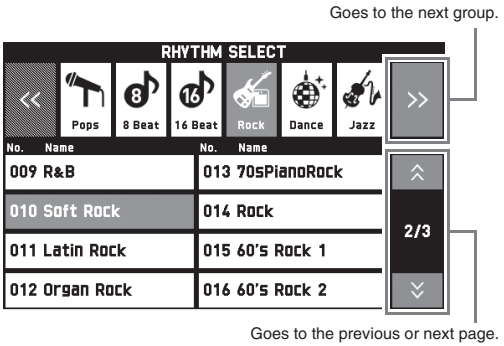 Goes to the next group.
RHYTHM SELECT
<< 8 16 >>
Pops 8 Beat 16 Beat Rock Dance Jazz
No. Name No. Name
009 R&B 013 70sPianoRock
010 Soft Rock 014 Rock
2/3
011 Latin Rock 015 60's Rock 1
012 Organ Rock 016 60's Rock 2
Goes to the previous or next page.